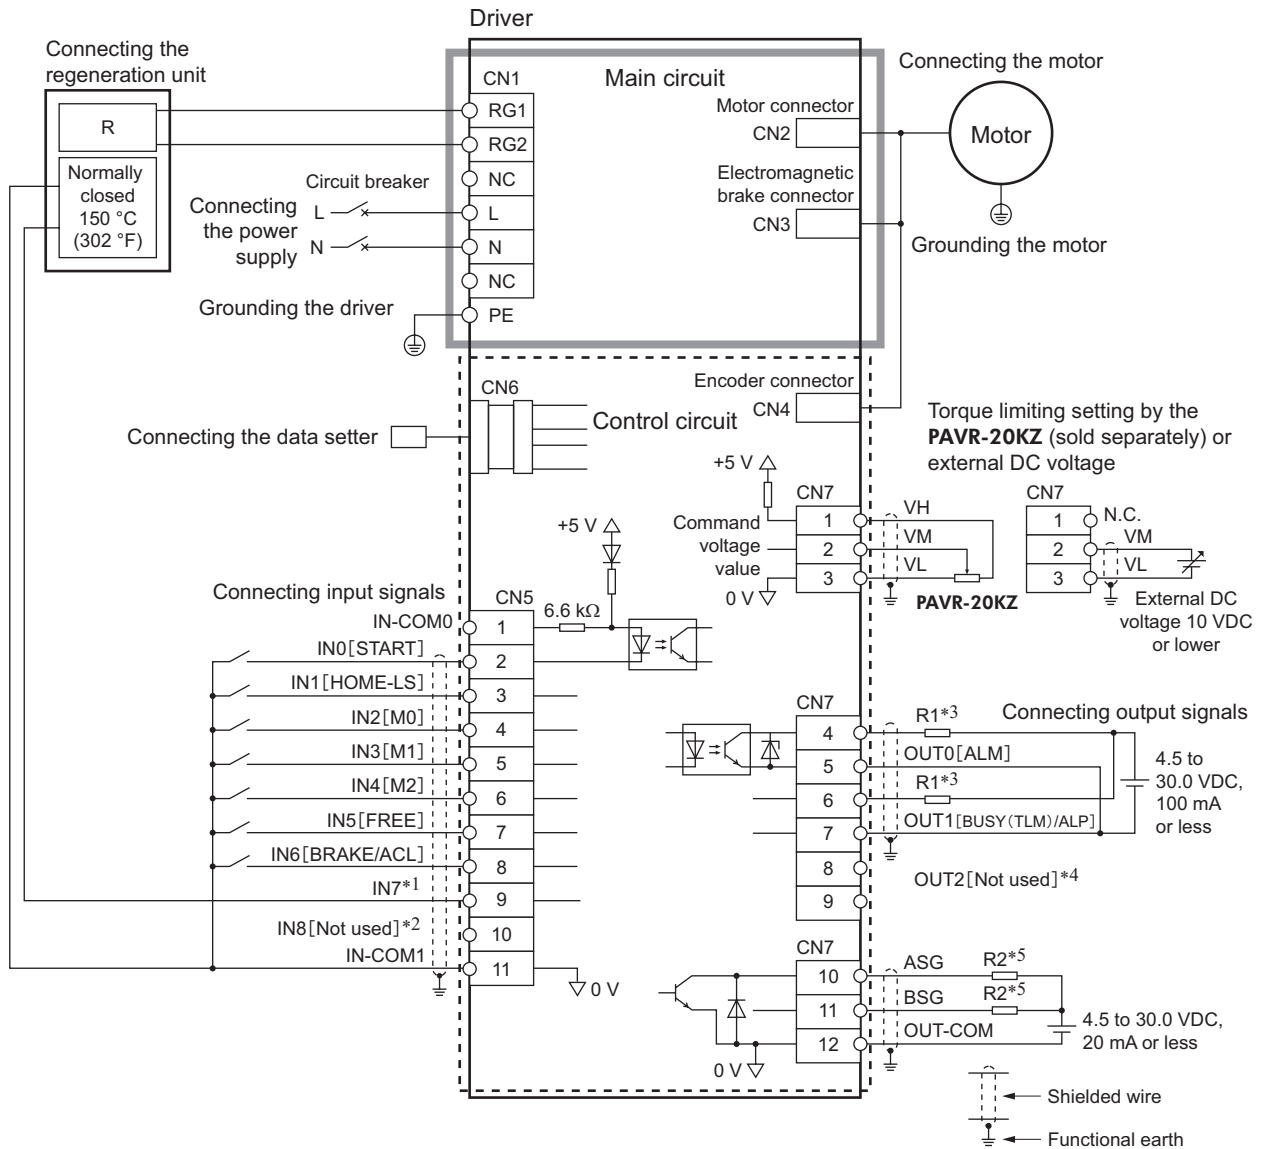 Driver
Connecting the
regeneration unit
R
Normally
closed
150 °C
(302 °F)
CN1
Main circuit
RG1
RG2
NC
L
N
NC
PE
Circuit breaker
Connecting
the power
supply
L
N
Grounding the driver
Motor connector
CN2
Electromagnetic
brake connector
CN3
Connecting the motor
Motor
Grounding the motor
CN6
Control circuit
Connecting the data setter
Encoder connector
CN4
Torque limiting setting by the
PAVR-20KZ (sold separately) or
external DC voltage
+5 V
Command
voltage
value
0 V
CN7
1
2
3
VH
VM
VL
PAVR-20KZ
CN7
1
2
3
N.C.
VM
VL
External DC
voltage 10 VDC
or lower
Connecting input signals
+5 V
CN5
6.6 kΩ
IN-COM0
1
IN0[START]
2
IN1[HOME-LS]
3
IN2[M0]
4
IN3[M1]
5
IN4[M2]
6
IN5[FREE]
7
IN6[BRAKE/ACL]
8
IN7*1
9
IN8[Not used]*2
10
IN-COM1
11
0 V
CN7
4
5
6
7
8
9
R1*3
OUT0[ALM]
R1*3
OUT1[BUSY(TLM)/ALP]
OUT2[Not used]*4
Connecting output signals
4.5 to
30.0 VDC,
100 mA
or less
CN7
10
11
12
0 V
ASG
R2*5
BSG
R2*5
OUT-COM
4.5 to 30.0 VDC,
20 mA or less
Shielded wire
Functional earth